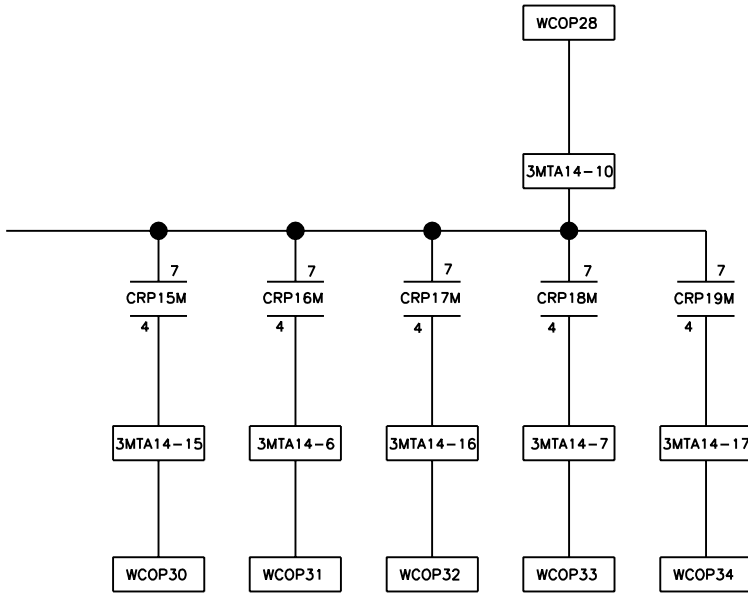 WCOP28
3MTA14-10
7 7 7 7 7
CRP15M CRP16M CRP17M CRP18M CRP19M
4 4 4 4 4
3MTA14-15 3MTA14-6 3MTA14-16 3MTA14-7 3MTA14-17
WCOP30 WCOP31 WCOP32 WCOP33 WCOP34